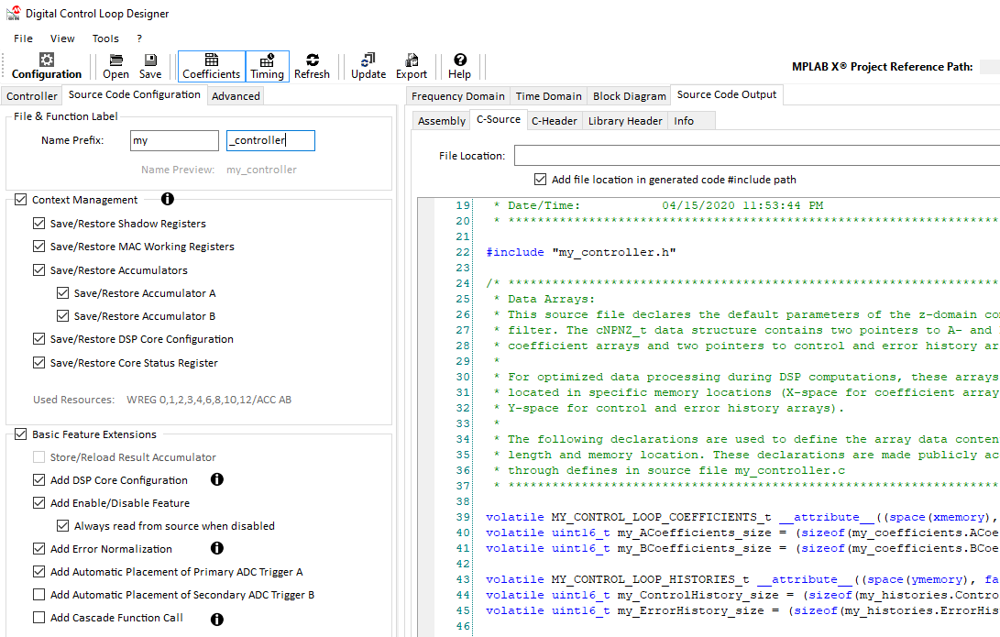 Digital Control Loop Designer
File View Tools ?
Configuration Open Save Coefficients Timing Refresh Update Export Help
MPLAB X® Project Reference Path:
Controller Source Code Configuration Advanced
File & Function Label
Name Prefix: my _controller
Name Preview: my_controller
Context Management
Save/Restore Shadow Registers
Save/Restore MAC Working Registers
Save/Restore Accumulators
Save/Restore Accumulator A
Save/Restore Accumulator B
Save/Restore DSP Core Configuration
Save/Restore Core Status Register
Used Resources: WREG 0,1,2,3,4,6,8,10,12/ACC AB
Basic Feature Extensions
Store/Reload Result Accumulator
Add DSP Core Configuration
Add Enable/Disable Feature
Always read from source when disabled
Add Error Normalization
Add Automatic Placement of Primary ADC Trigger A
Add Automatic Placement of Secondary ADC Trigger B
Add Cascade Function Call
Frequency Domain Time Domain Block Diagram Source Code Output
Assembly C-Source C-Header Library Header Info
File Location:
Add file location in generated code #include path
19 * Date/Time: 04/15/2020 11:53:44 PM
20 * ***************************************************************
21
22 #include "my_controller.h"
23
24 /* ***************************************************************
25 * Data Arrays:
26 * This source file declares the default parameters of the z-domain co
27 * filter. The cNPNZ_t data structure contains two pointers to A- and
28 * coefficient arrays and two pointers to control and error history ar
29 *
30 * For optimized data processing during DSP computations, these arrays
31 * located in specific memory locations (X-space for coefficient array
32 * Y-space for control and error history arrays).
33 *
34 * The following declarations are used to define the array data conten
35 * length and memory location. These declarations are made publicly ac
36 * through defines in source file my_controller.c
37 * ***************************************************************
38
39 volatile MY_CONTROL_LOOP_COEFFICIENTS_t __attribute__((space(xmemory),
40 volatile uint16_t my_ACoefficients_size = (sizeof(my_coefficients.ACoe
41 volatile uint16_t my_BCoefficients_size = (sizeof(my_coefficients.BCoe
42
43 volatile MY_CONTROL_LOOP_HISTORIES_t __attribute__((space(ymemory), fa
44 volatile uint16_t my_ControlHistory_size = (sizeof(my_histories.Contro
45 volatile uint16_t my_ErrorHistory_size = (sizeof(my_histories.ErrorHis
46